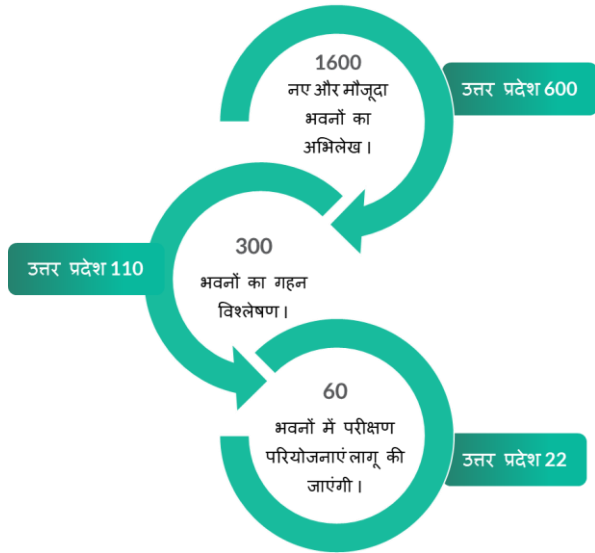 1600
नए और मौजूदा
भवनों का
अभिलेख ।
उत्तर प्रदेश 600
300
भवनों का गहन
विश्लेषण ।
उत्तर प्रदेश 110
60
भवनों में परीक्षण
परियोजनाएं लागू की
जाएंगी ।
उत्तर प्रदेश 22